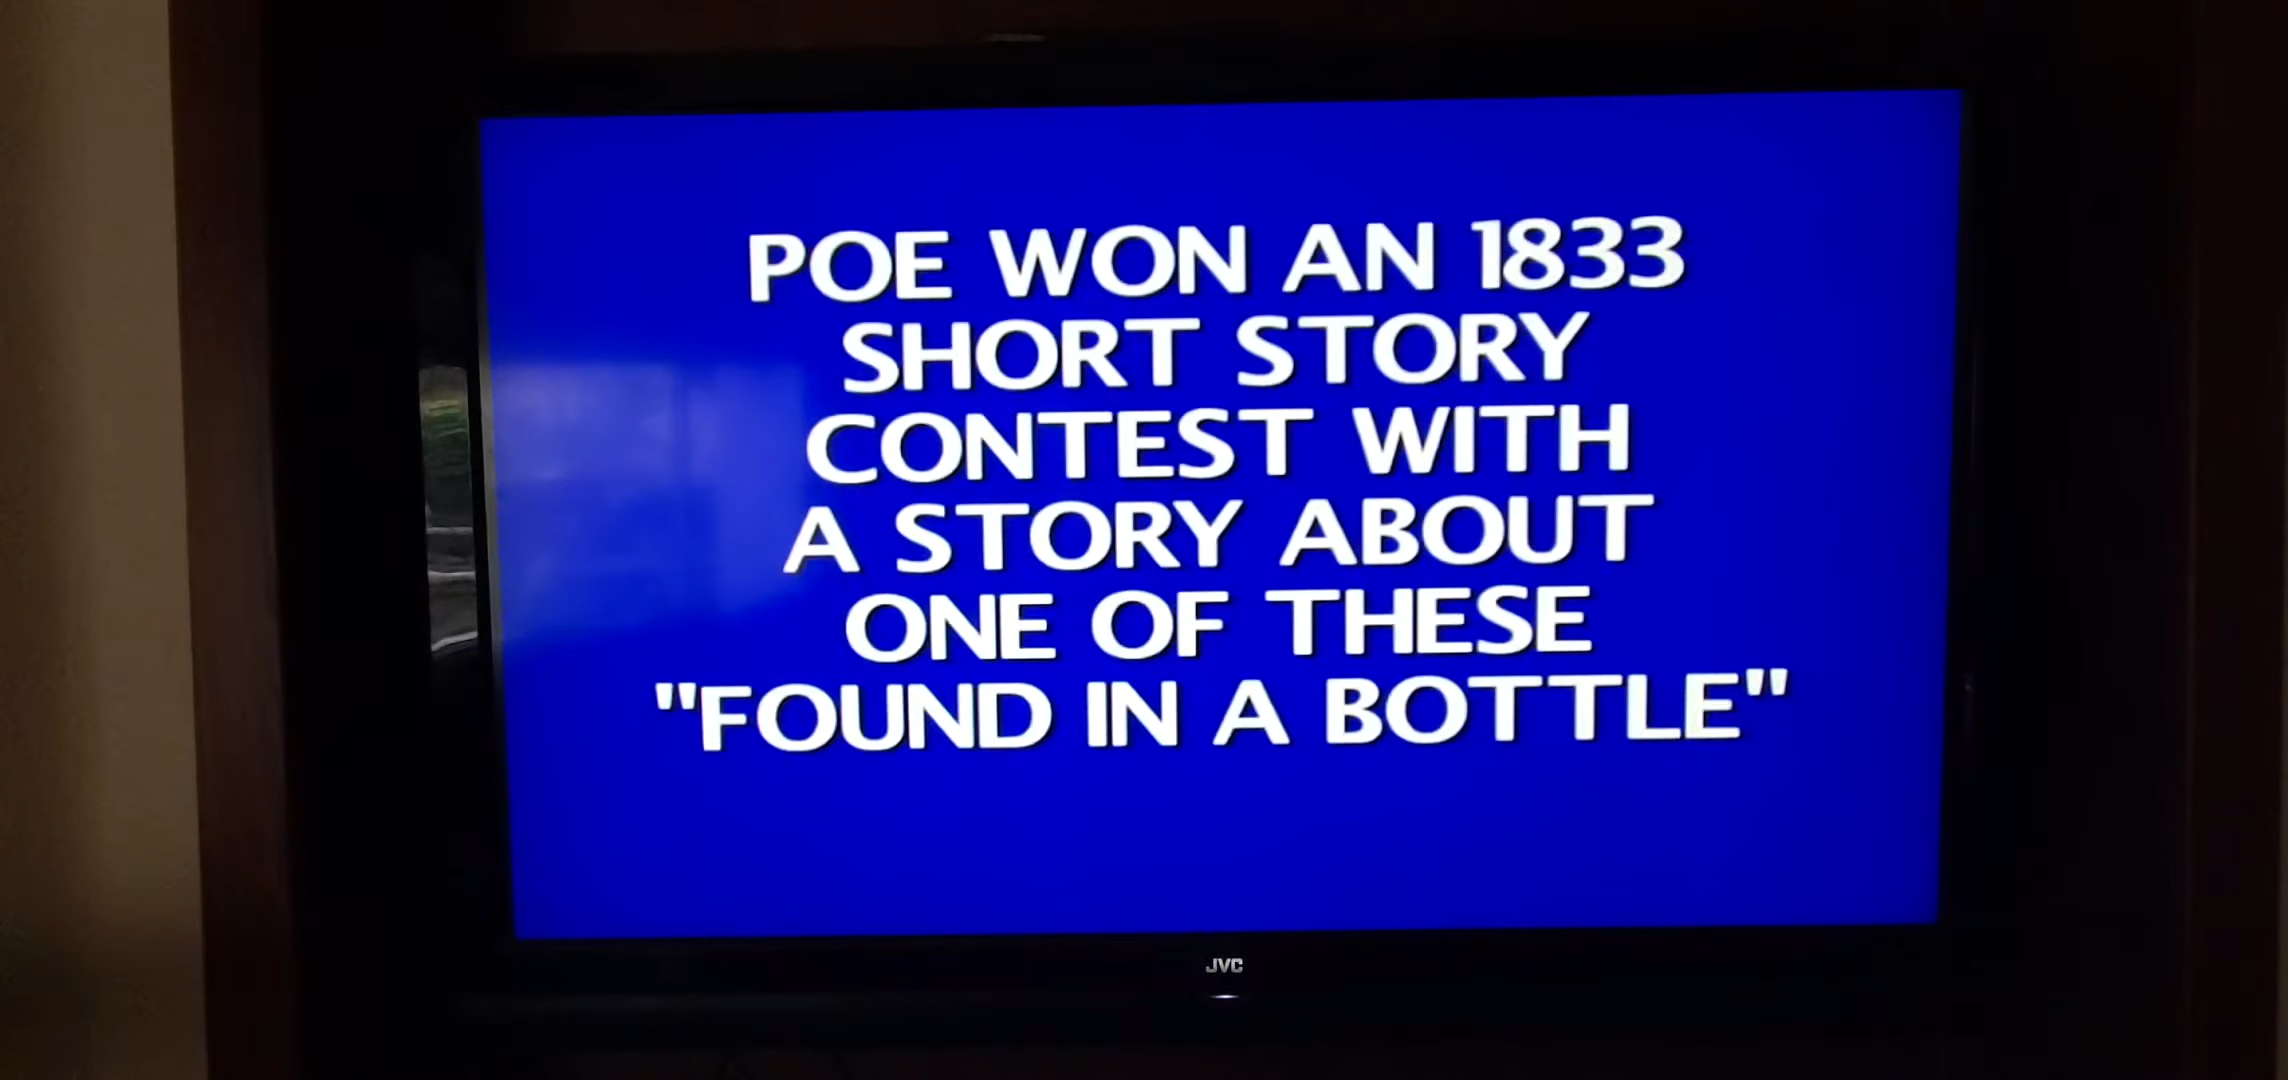 POE WON AN 1833
SHORT STORY
CONTEST WITH
A STORY ABOUT
ONE OF THESE
"FOUND IN A BOTTLE"
JVC